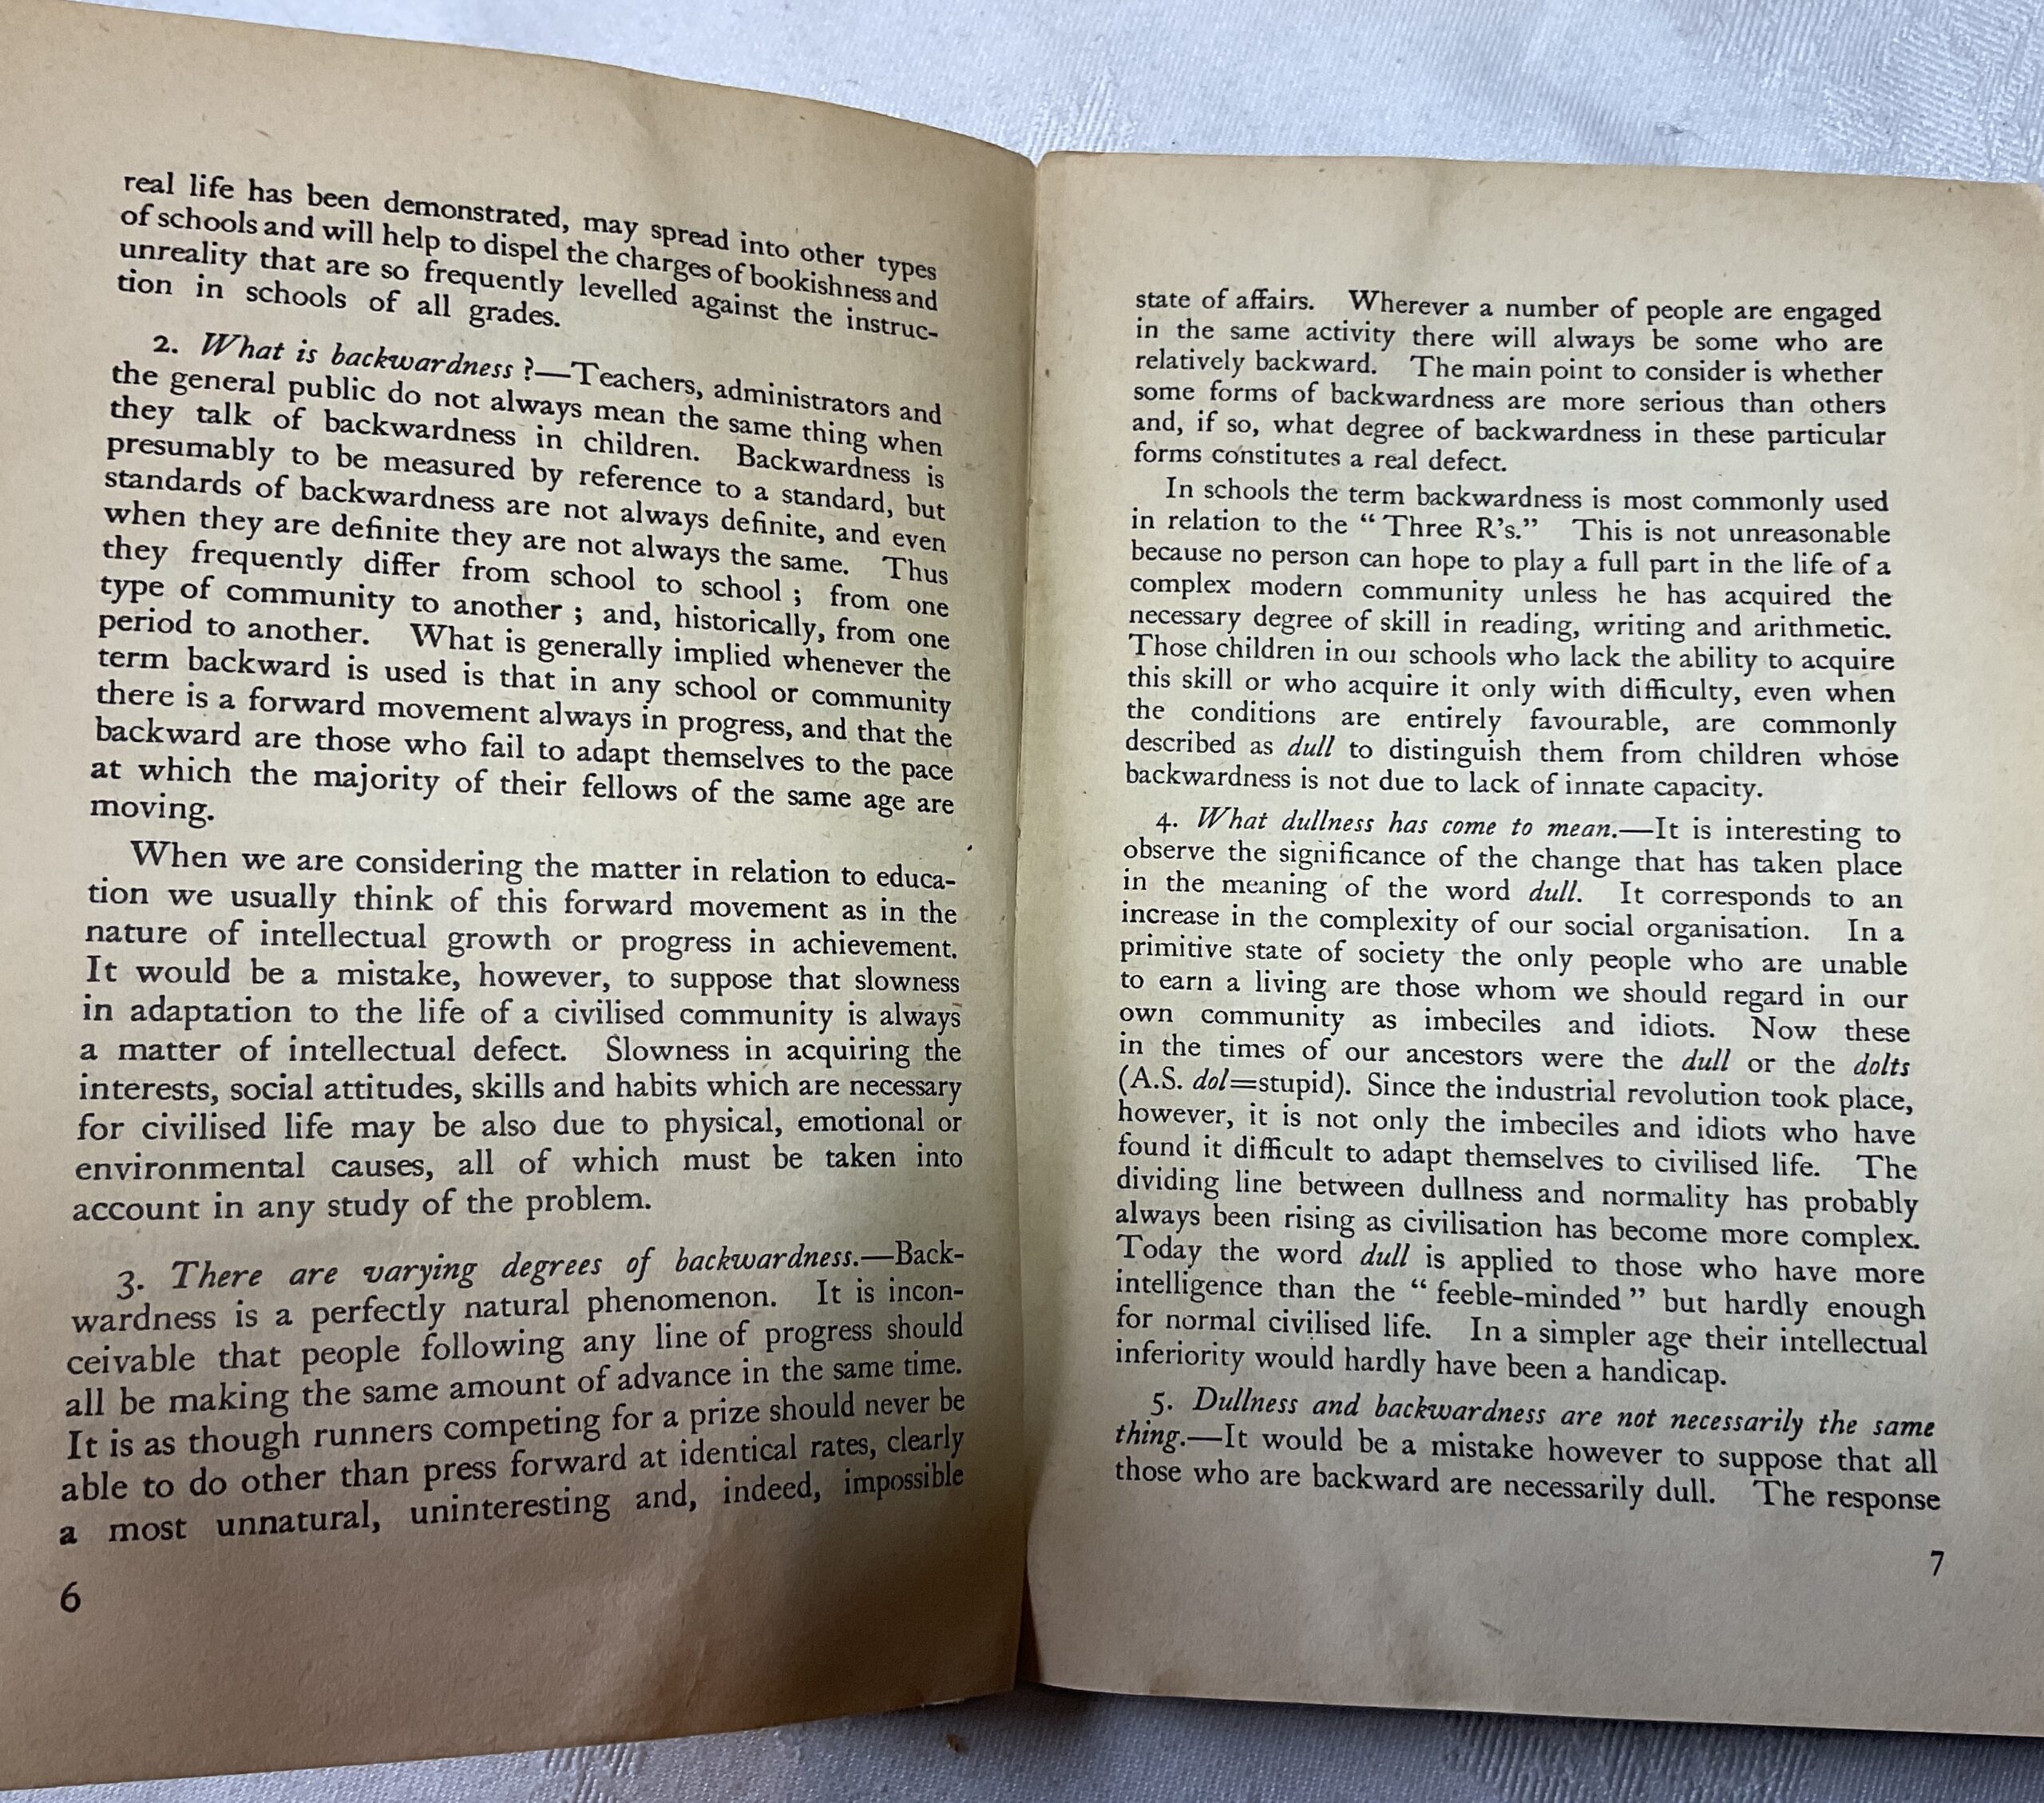 real life has been demonstrated, may spread into other types
of schools and will help to dispel the charges of bookishness and
unreality that are so frequently levelled against the instruc-
tion in schools of all grades.
2. What is backwardness ?—Teachers, administrators and
the general public do not always mean the same thing when
they talk of backwardness in children. Backwardness is
presumably to be measured by reference to a standard, but
standards of backwardness are not always definite, and even
when they are definite they are not always the same. Thus
they frequently differ from school to school ; from one
type of community to another ; and, historically, from one
period to another. What is generally implied whenever the
term backward is used is that in any school or community
there is a forward movement always in progress, and that the
backward are those who fail to adapt themselves to the pace
at which the majority of their fellows of the same age are
moving.
When we are considering the matter in relation to educa-
tion we usually think of this forward movement as in the
nature of intellectual growth or progress in achievement.
It would be a mistake, however, to suppose that slowness
in adaptation to the life of a civilised community is always
a matter of intellectual defect. Slowness in acquiring the
interests, social attitudes, skills and habits which are necessary
for civilised life may be also due to physical, emotional or
environmental causes, all of which must be taken into
account in any study of the problem.
3. There are varying degrees of backwardness.—Back-
wardness is a perfectly natural phenomenon. It is incon-
ceivable that people following any line of progress should
all be making the same amount of advance in the same time.
It is as though runners competing for a prize should never be
able to do other than press forward at identical rates, clearly
a most unnatural, uninteresting and, indeed, impossible
6
state of affairs. Wherever a number of people are engaged
in the same activity there will always be some who are
relatively backward. The main point to consider is whether
some forms of backwardness are more serious than others
and, if so, what degree of backwardness in these particular
forms constitutes a real defect.
In schools the term backwardness is most commonly used
in relation to the “ Three R’s.” This is not unreasonable
because no person can hope to play a full part in the life of a
complex modern community unless he has acquired the
necessary degree of skill in reading, writing and arithmetic.
Those children in our schools who lack the ability to acquire
this skill or who acquire it only with difficulty, even when
the conditions are entirely favourable, are commonly
described as dull to distinguish them from children whose
backwardness is not due to lack of innate capacity.
4. What dullness has come to mean.—It is interesting to
observe the significance of the change that has taken place
in the meaning of the word dull. It corresponds to an
increase in the complexity of our social organisation. In a
primitive state of society the only people who are unable
to earn a living are those whom we should regard in our
own community as imbeciles and idiots. Now these
in the times of our ancestors were the dull or the dolts
(A.S. dol=stupid). Since the industrial revolution took place,
however, it is not only the imbeciles and idiots who have
found it difficult to adapt themselves to civilised life. The
dividing line between dullness and normality has probably
always been rising as civilisation has become more complex.
Today the word dull is applied to those who have more
intelligence than the “ feeble-minded ” but hardly enough
for normal civilised life. In a simpler age their intellectual
inferiority would hardly have been a handicap.
5. Dullness and backwardness are not necessarily the same
thing.—It would be a mistake however to suppose that all
those who are backward are necessarily dull. The response
7